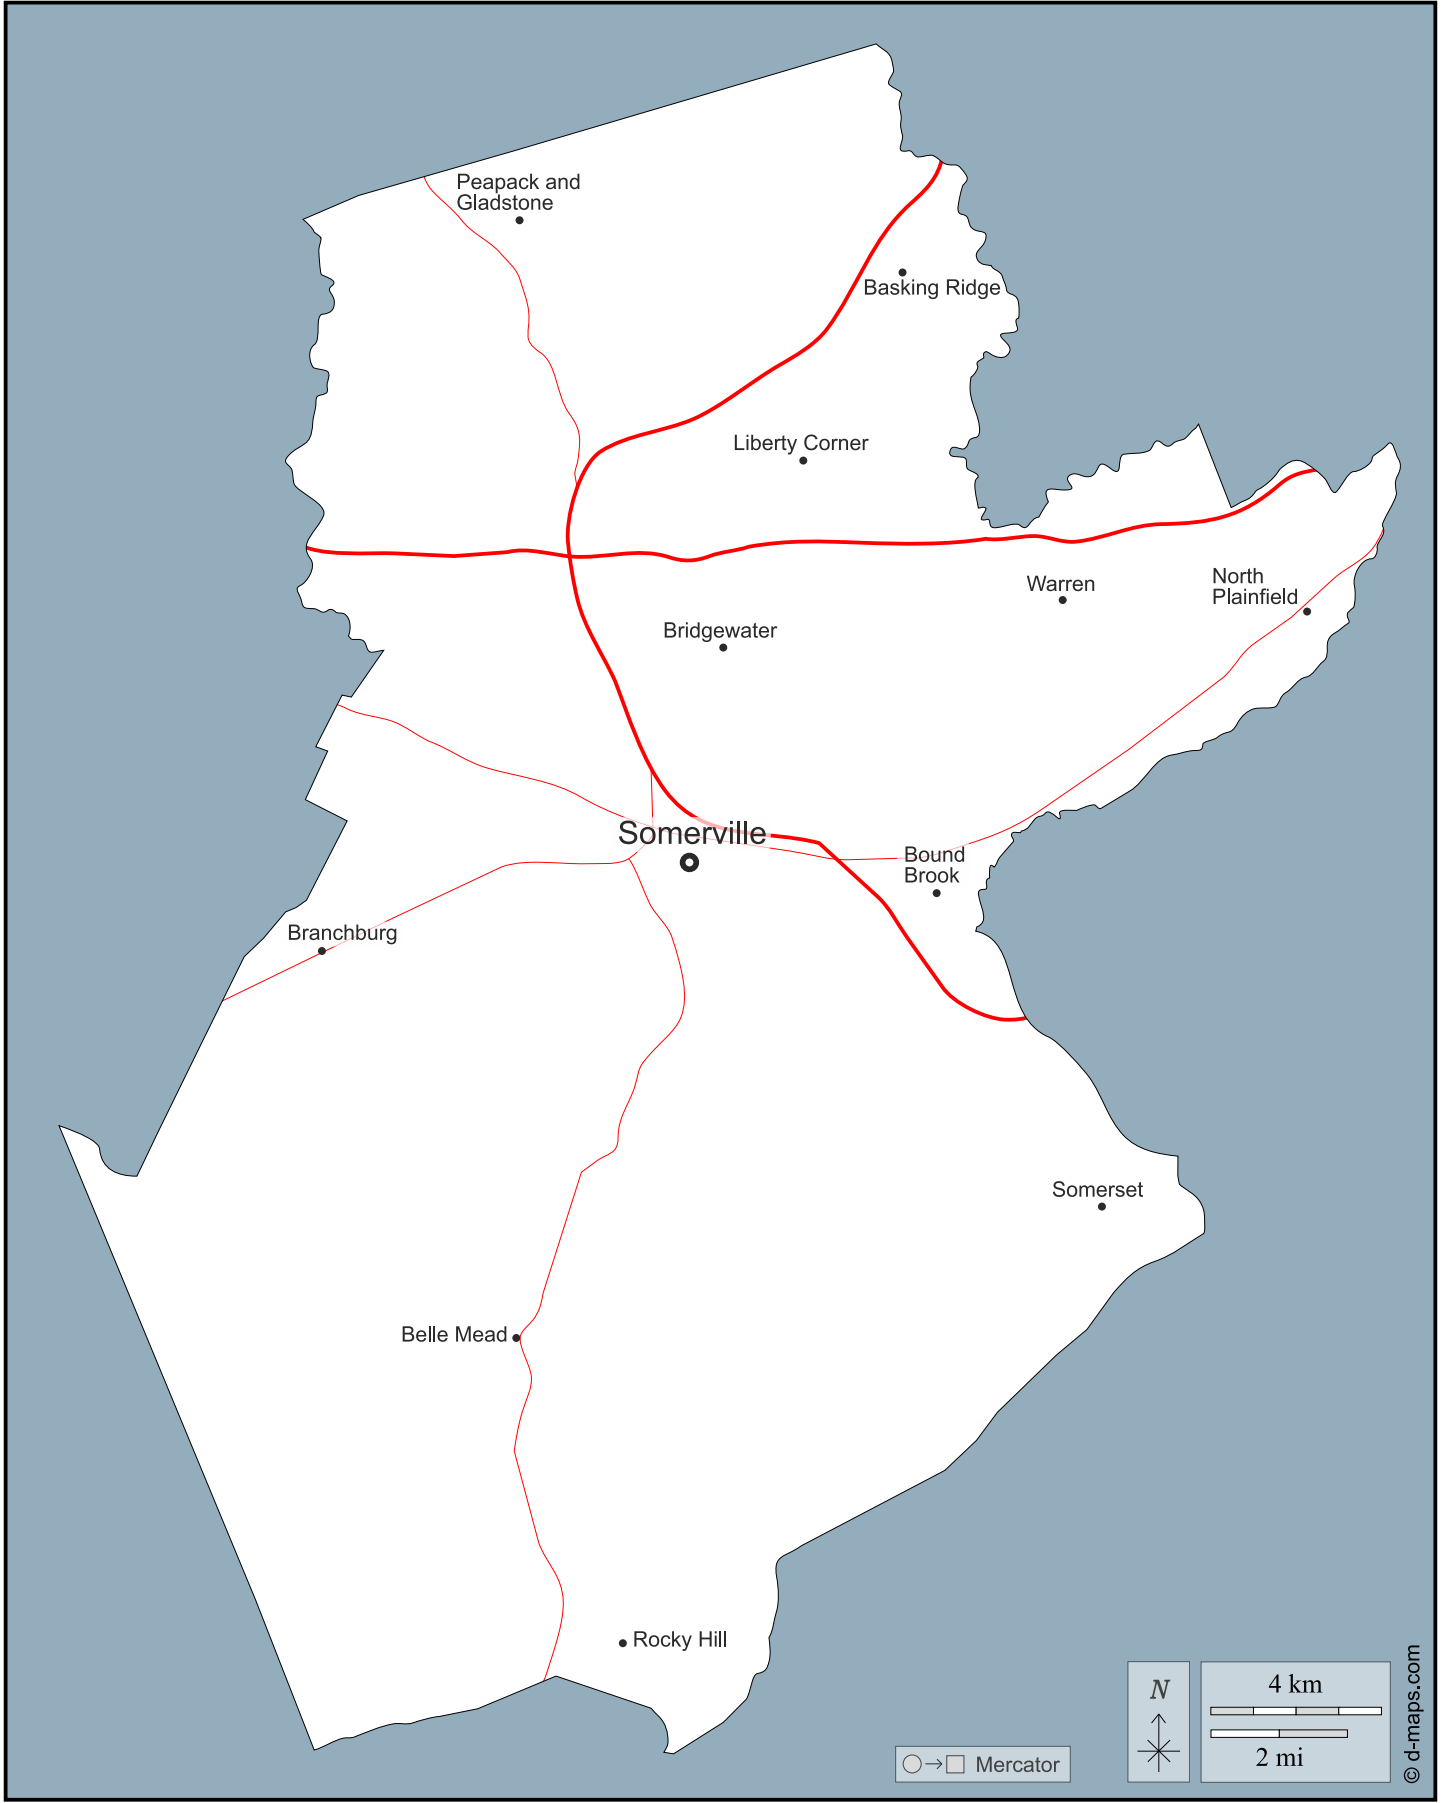 Peapack and
Gladstone
Basking Ridge
Liberty Corner
Warren
North
Plainfield
Bridgewater
Somerville
Bound
Brook
Branchburg
Somerset
Belle Mead
Rocky Hill
N
4 km
2 mi
Mercator
© d-maps.com